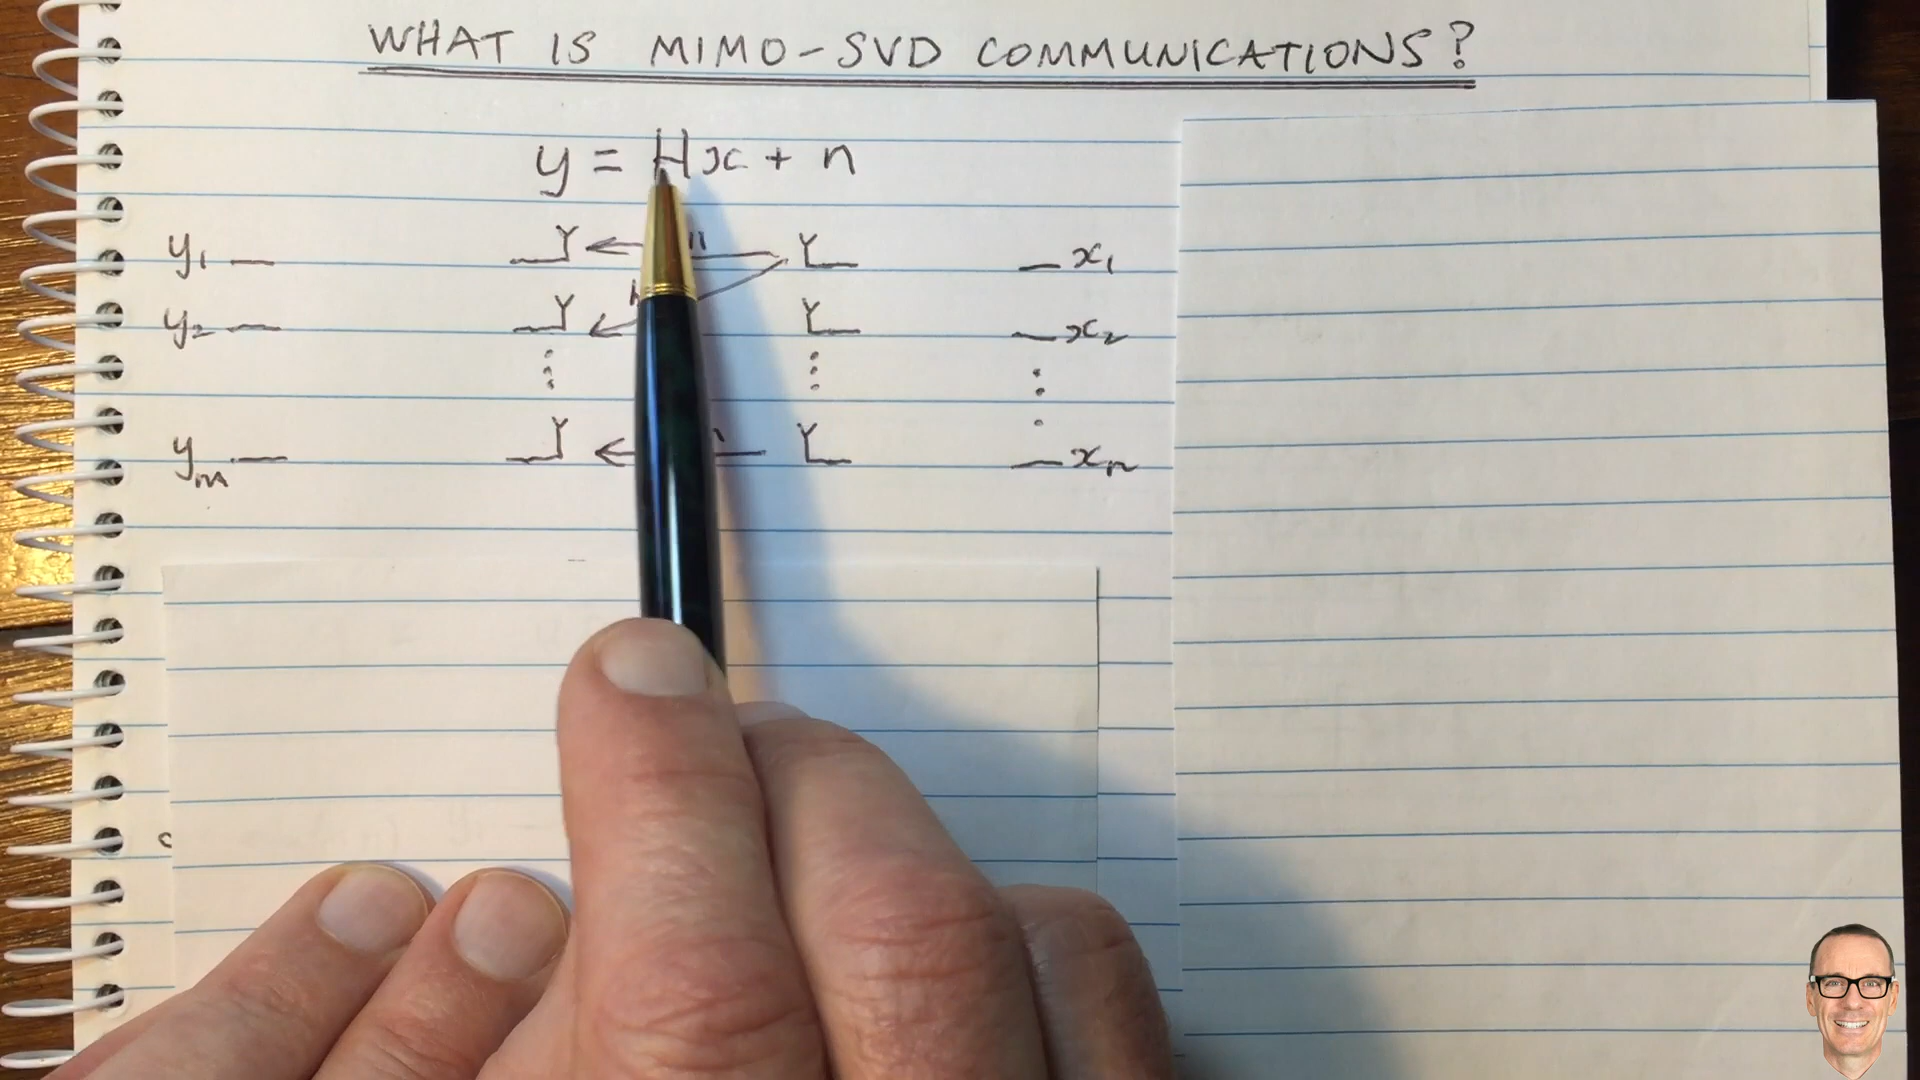 WHAT IS MIMO-SVD COMMUNICATIONS?
y = Hx + n
y1 x1
y2 x2
ym xn